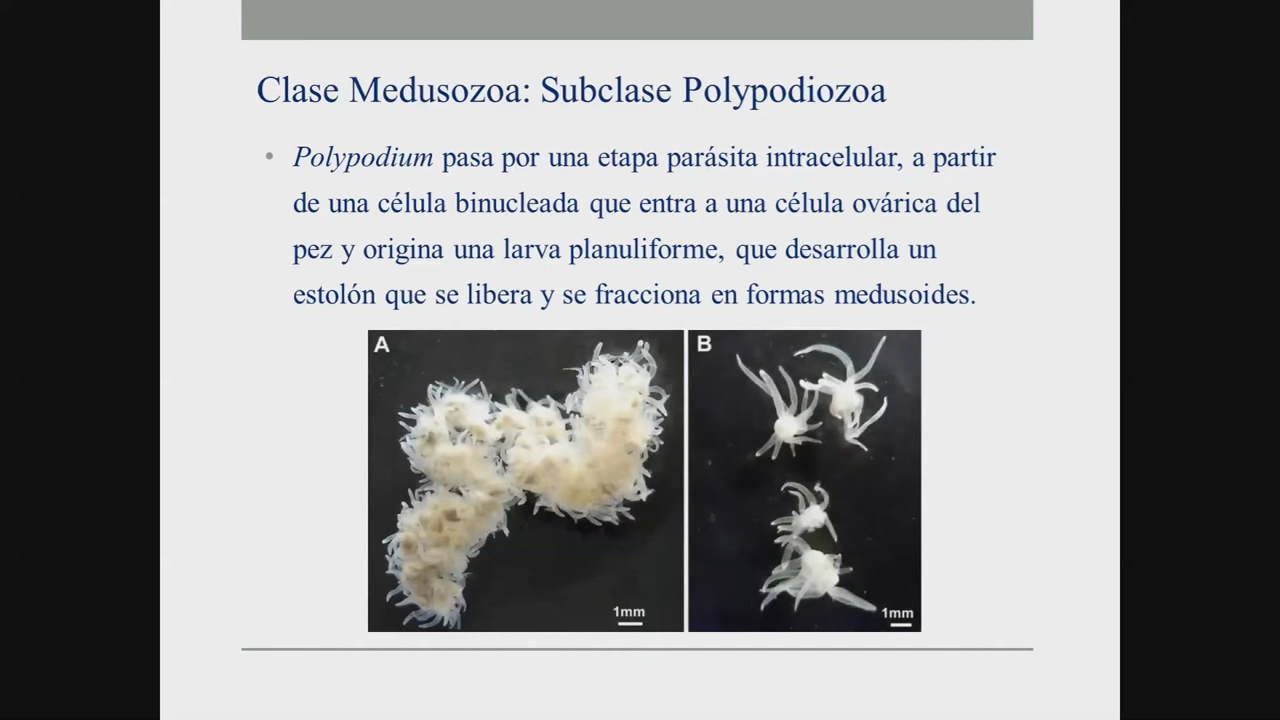 Clase Medusozoa: Subclase Polypodiozoa
• Polypodium pasa por una etapa parásita intracelular, a partir
de una célula binucleada que entra a una célula ovárica del
pez y origina una larva planuliforme, que desarrolla un
estolón que se libera y se fracciona en formas medusoides.
A
B
1mm
1mm